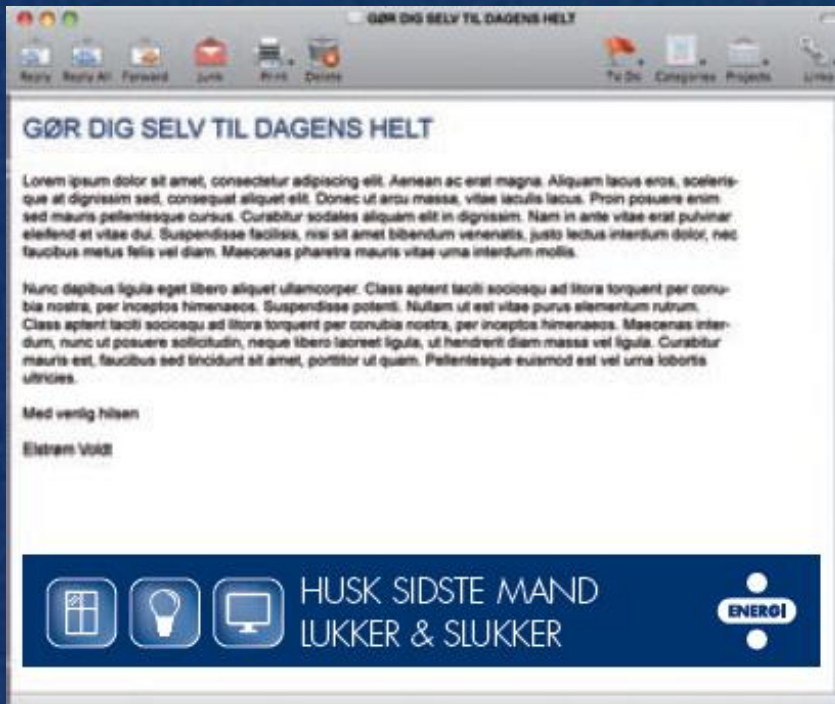 GØR DIG SELV TIL DAGENS HELT
Reply Reply All Forward Junk Print Delete To Do Categories Projects Links
GØR DIG SELV TIL DAGENS HELT
Lorem ipsum dolor sit amet, consectetur adipiscing elit. Aenean ac erat magna. Aliquam lacus eros, sceleris-
que at dignissim sed, consequat aliquet elit. Donec ut arcu massa, vitae iaculis lacus. Proin posuere enim
sed mauris pellentesque cursus. Curabitur sodales aliquam elit in dignissim. Nam in ante vitae erat pulvinar
eleifend et vitae dui. Suspendisse facilisis, nisi sit amet bibendum venenatis, justo lectus interdum dolor, nec
faucibus metus felis vel diam. Maecenas pharetra mauris vitae urna interdum mollis.
Nunc dapibus ligula eget libero aliquet ullamcorper. Class aptent taciti sociosqu ad litora torquent per conu-
bia nostra, per inceptos himenaeos. Suspendisse potenti. Nullam ut est vitae purus elementum rutrum.
Class aptent taciti sociosqu ad litora torquent per conubia nostra, per inceptos himenaeos. Maecenas inter-
dum, nunc ut posuere sollicitudin, neque libero laoreet ligula, ut hendrerit diam massa vel ligula. Curabitur
mauris est, faucibus sed tincidunt sit amet, porttitor ut quam. Pellentesque euismod est vel urna lobortis
ultricies.
Med venlig hilsen
Elstrøm Voldt
HUSK SIDSTE MAND
LUKKER & SLUKKER
ENERGI